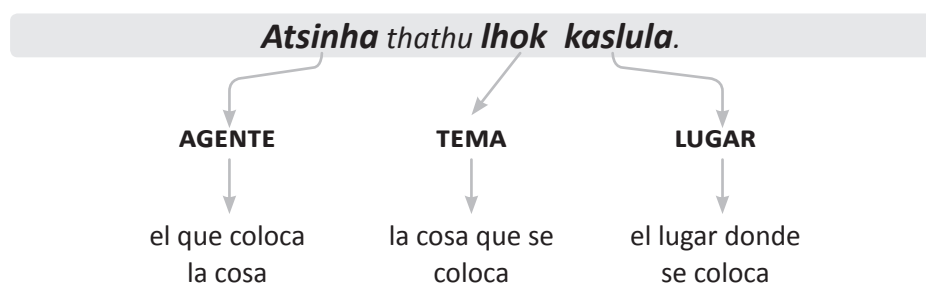 Atsinha thathu lhok kaslula.
AGENTE TEMA LUGAR
el que coloca la cosa que se el lugar donde
la cosa coloca se coloca